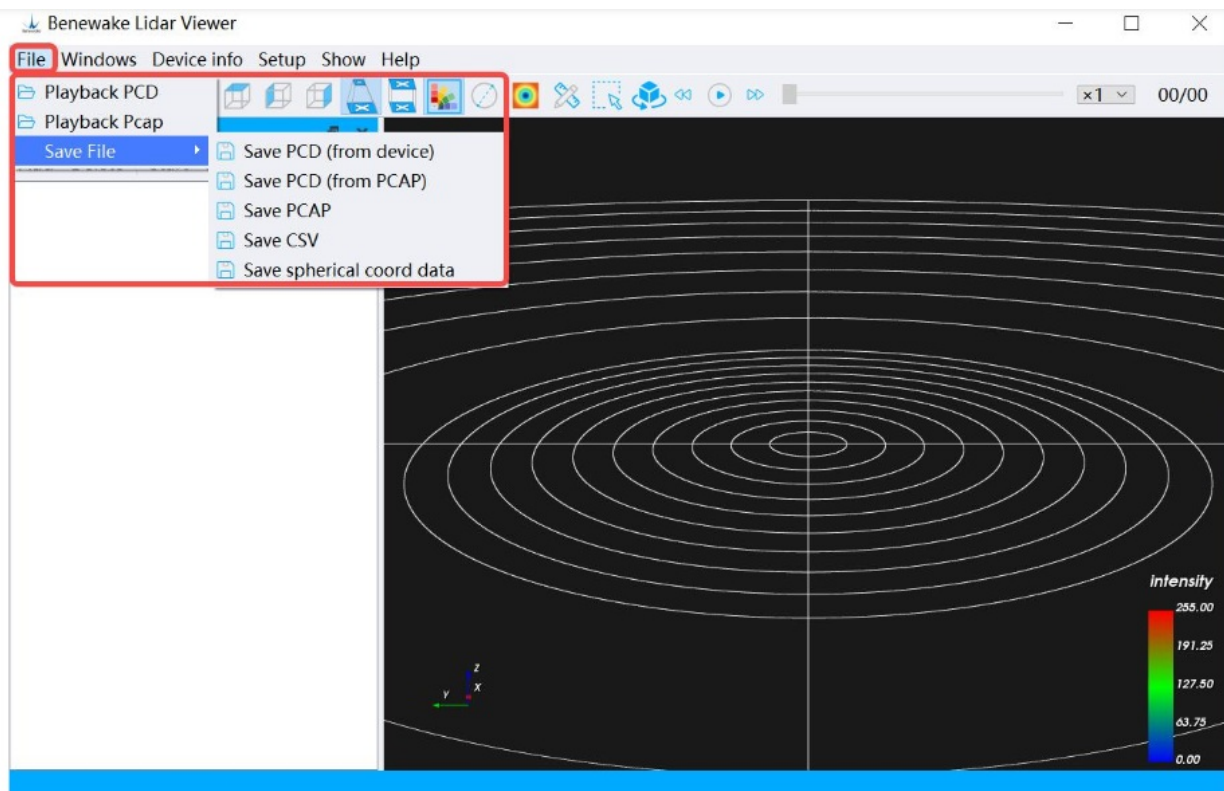 Benewake Lidar Viewer
File Windows Device info Setup Show Help
Playback PCD
×1 00/00
Playback Pcap
Save File
Save PCD (from device)
Save PCD (from PCAP)
Save PCAP
Save CSV
Save spherical coord data
intensity
255.00
191.25
127.50
63.75
0.00
Z
Y X